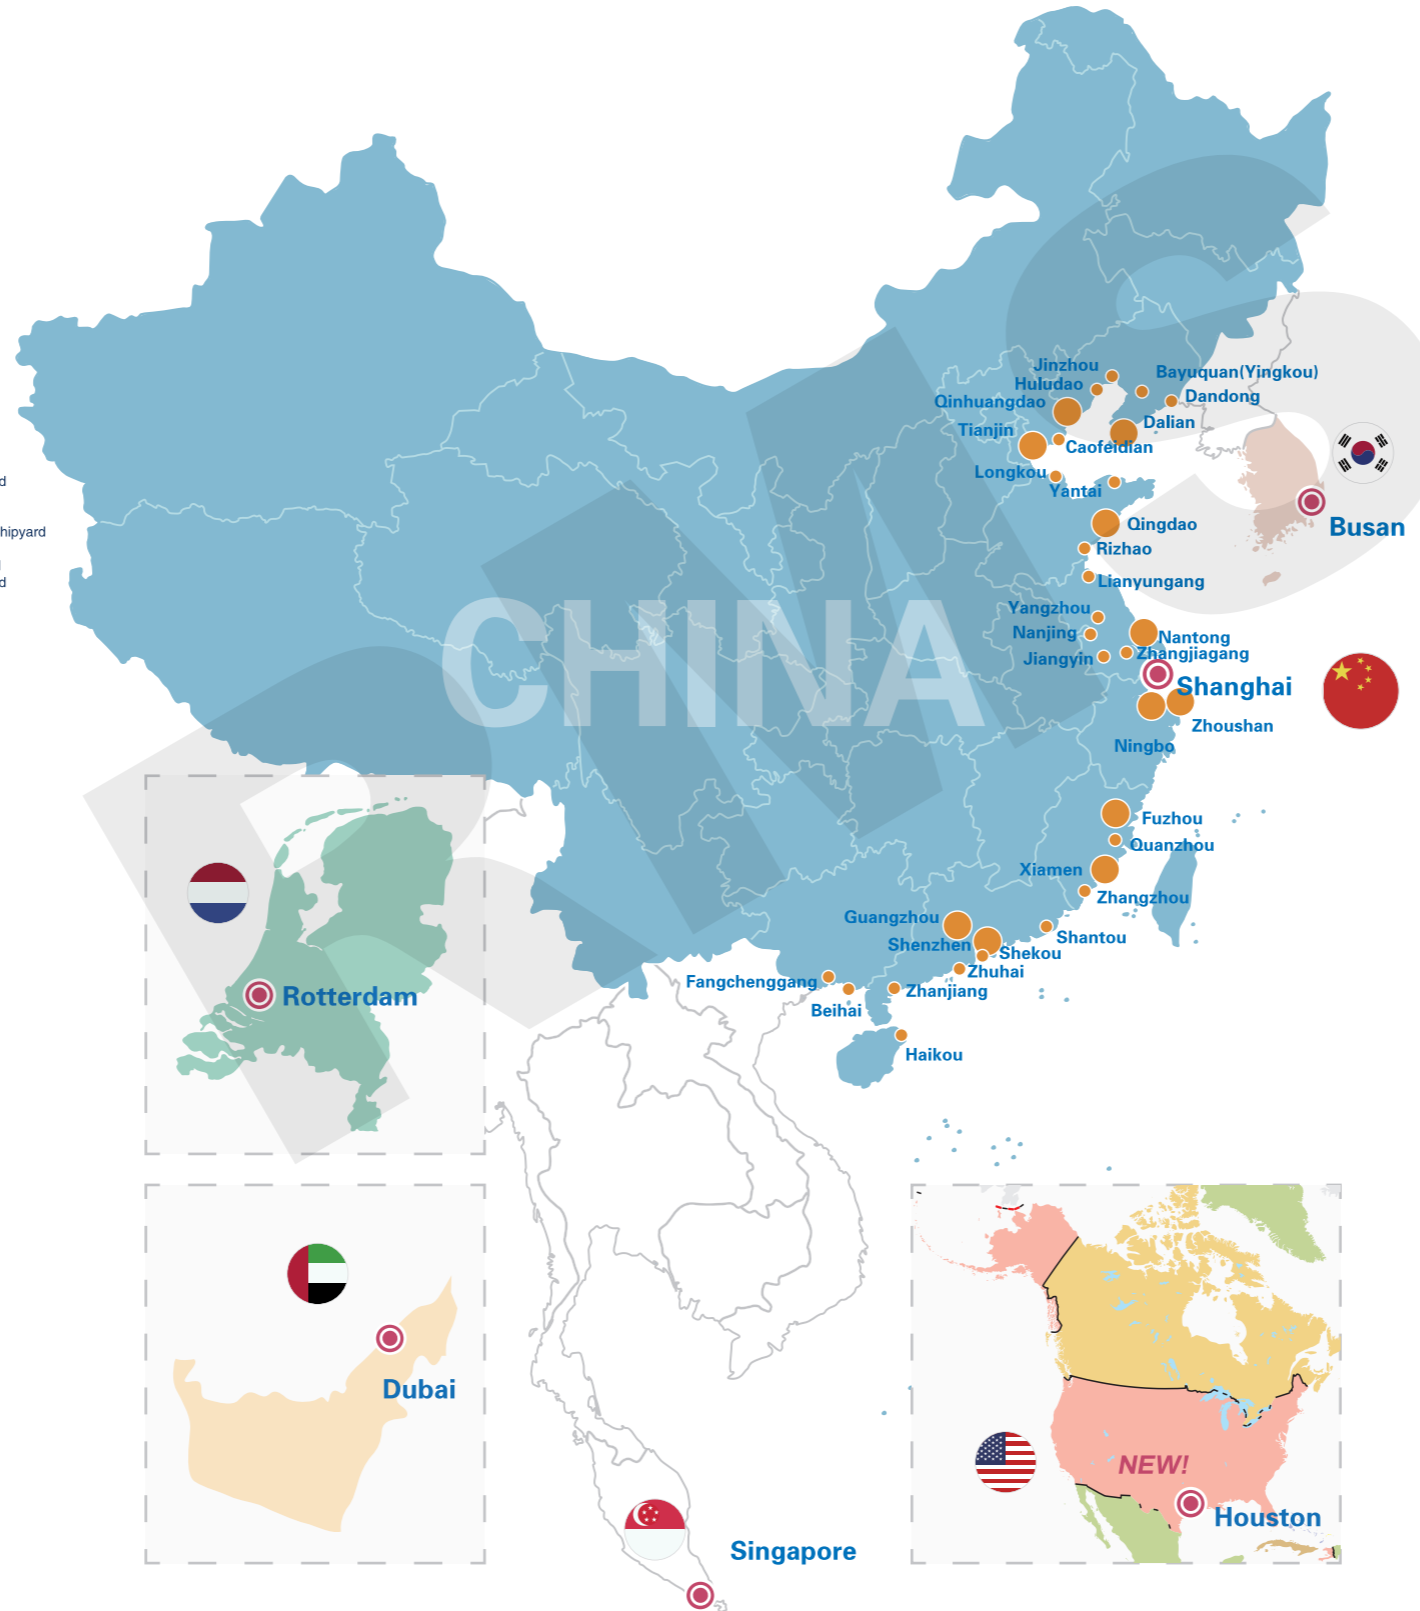 Jinzhou
Bayuquan(Yingkou)
Huludao
Dandong
Qinhuangdao
Dalian
Tianjin
Caofeidian
Longkou
d
Yantai
Qingdao
Busan
hipyard
Rizhao
Lianyungang
d
Yangzhou
Nanjing
Nantong
Zhangjiagang
Jiangyin
CHINA
Shanghai
Zhoushan
Ningbo
Fuzhou
Quanzhou
Xiamen
Zhangzhou
Guangzhou
Shantou
Shenzhen
Shekou
Zhuhai
Fangchenggang
Zhanjiang
Rotterdam
Beihai
Haikou
Dubai
NEW!
Houston
Singapore